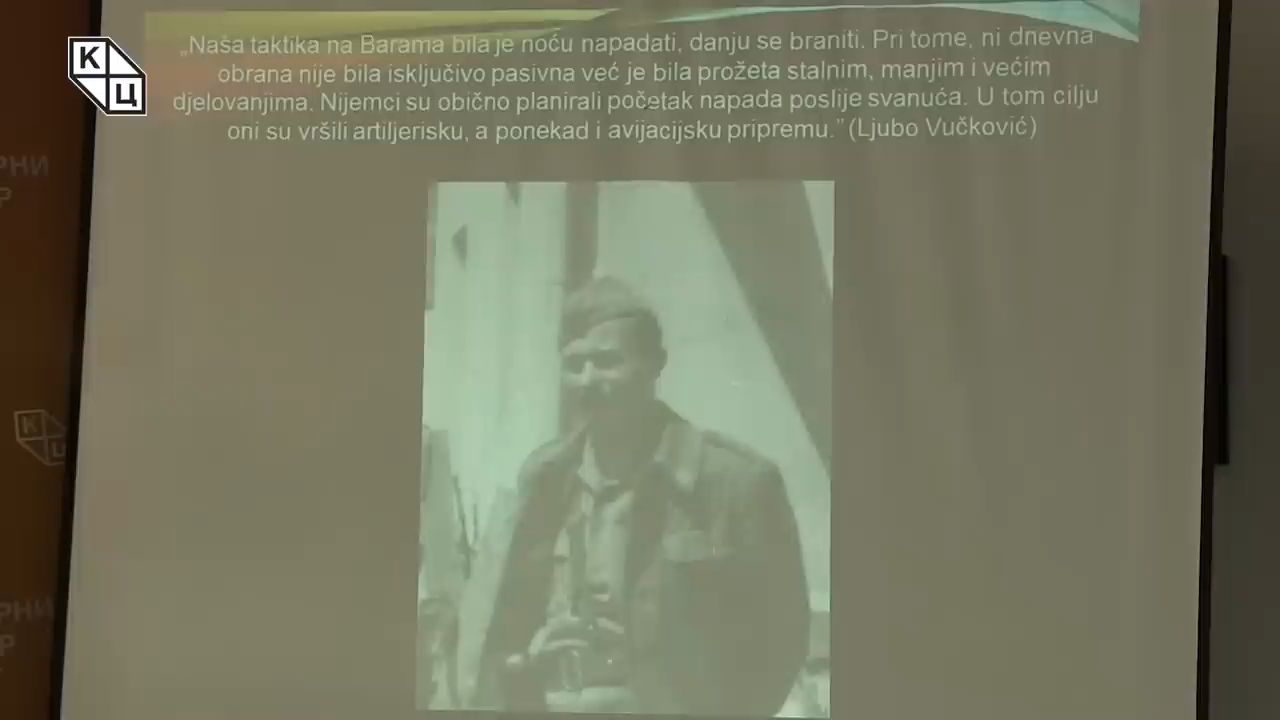 К
Ц
„Naša taktika na Barama bila je noću napadati, danju se braniti. Pri tome, ni dnevna
obrana nije bila isključivo pasivna već je bila prožeta stalnim, manjim i većim
djelovanjima. Nijemci su obično planirali početak napada poslije svanuća. U tom cilju
oni su vršili artiljerisku, a ponekad i avijacijsku pripremu.” (Ljubo Vučković)
РНИ
Р
К
Ц
РНИ
Р